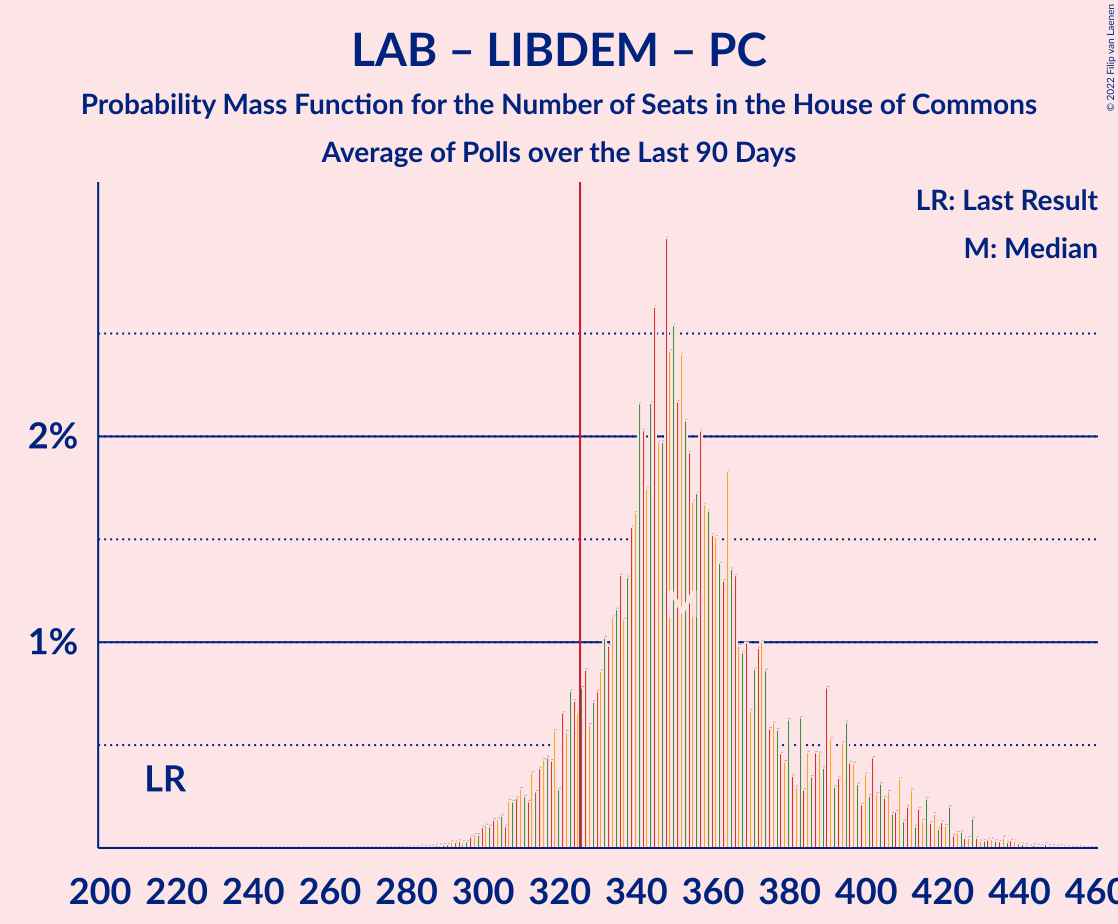 LAB – LIBDEM – PC
Probability Mass Function for the Number of Seats in the House of Commons
Average of Polls over the Last 90 Days
© 2022 Filip van Laenen
LR: Last Result
M: Median
2%
1%
LR
M
200 220 240 260 280 300 320 340 360 380 400 420 440 460